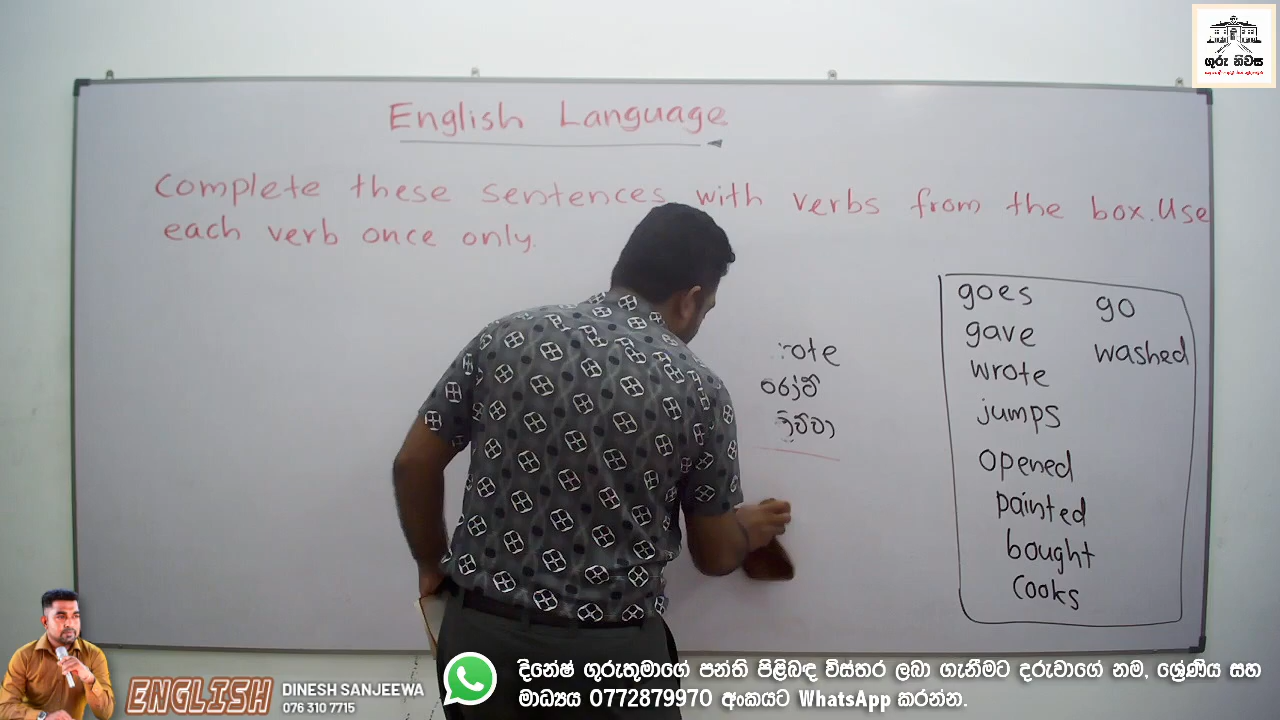 ගුරු නිවස
English Language
Complete these sentences with verbs from the box. Use
each verb once only.
rote
රෝට්
ලිව්වා
goes go
gave washed
wrote
jumps
opened
painted
bought
cooks
ENGLISH
DINESH SANJEEWA
076 310 7715
දිනේෂ් ගුරුතුමාගේ පන්ති පිළිබඳ විස්තර ලබා ගැනීමට දරුවාගේ නම, ශ්‍රේණිය සහ
මාධ්‍යය 0772879970 අංකයට WhatsApp කරන්න.